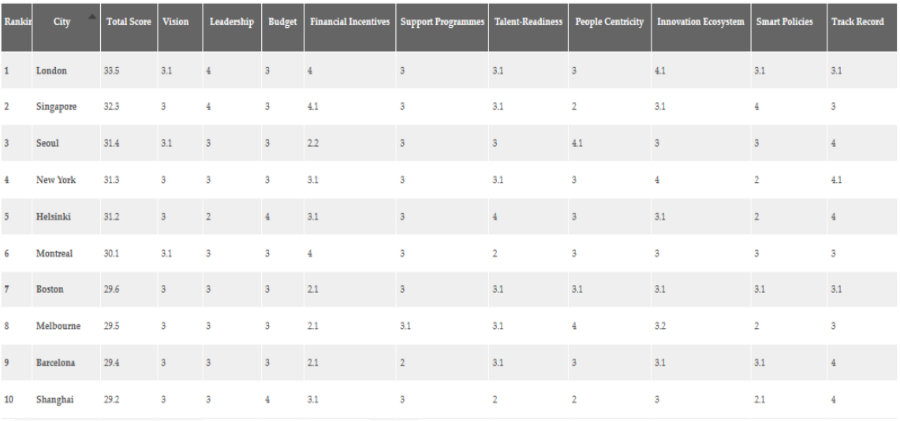 Rankin City Total Score Vision Leadership Budget Financial Incentives Support Programmes Talent-Readiness People Centricity Innovation Ecosystem Smart Policies Track Record
1 London 33.5 3.1 4 3 4 3 3.1 3 4.1 3.1 3.1
2 Singapore 32.3 3 4 3 4.1 3 3.1 2 3.1 4 3
3 Seoul 31.4 3.1 3 3 2.2 3 3 4.1 3 3 4
4 New York 31.3 3 3 3 3.1 3 3.1 3 4 2 4.1
5 Helsinki 31.2 3 2 4 3.1 3 4 3 3.1 2 4
6 Montreal 30.1 3.1 3 3 4 3 2 3 3 3 3
7 Boston 29.6 3 3 3 2.1 3 3.1 3.1 3.1 3.1 3.1
8 Melbourne 29.5 3 3 3 2.1 3.1 3.1 4 3.2 2 3
9 Barcelona 29.4 3 3 3 2.1 2 3.1 3 3.1 3.1 4
10 Shanghai 29.2 3 3 4 3.1 3 2 2 3 2.1 4